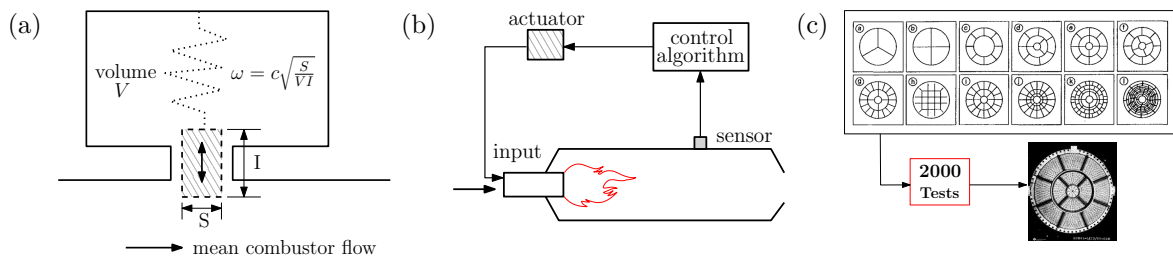 (a)
volume
V
ω = c√(S/VI)
I
S
mean combustor flow
(b)
actuator
control
algorithm
sensor
input
(c)
a b c d e f
g h i j k l
2000
Tests